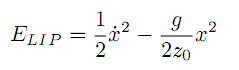 $E_{LIP} = \frac{1}{2}\dot{x}^2 - \frac{g}{2z_0}x^2$